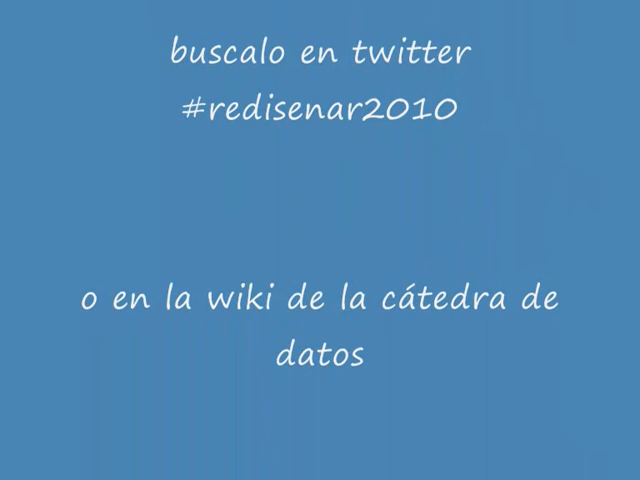 buscalo en twitter
#redisenar2010
o en la wiki de la cátedra de
datos